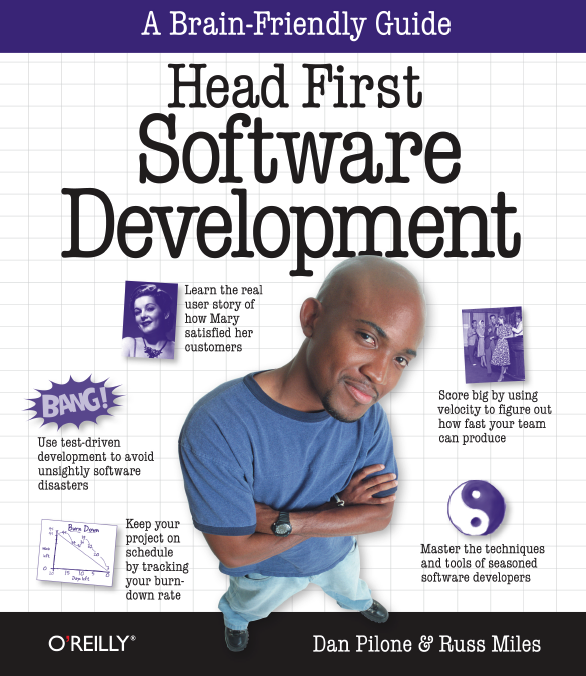 A Brain-Friendly Guide
Head First
Software
Development
Learn the real
user story of
how Mary
satisfied her
customers
Score big by using
velocity to figure out
how fast your team
can produce
BANG!
Use test-driven
development to avoid
unsightly software
disasters
Burn Down
Keep your
project on
schedule
by tracking
your burn-
down rate
Master the techniques
and tools of seasoned
software developers
O'REILLY®
Dan Pilone & Russ Miles